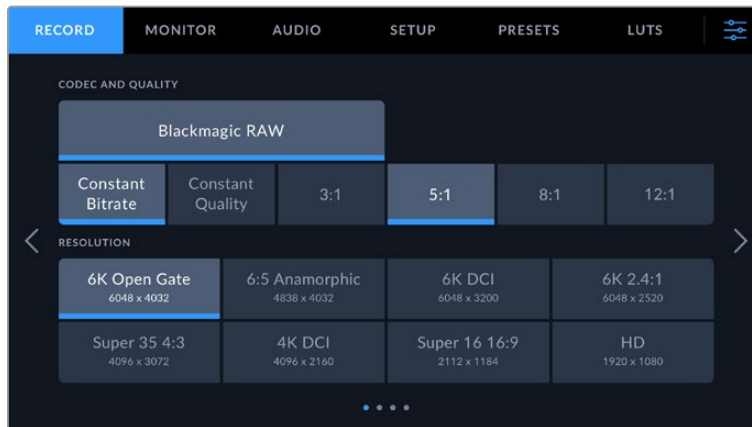 RECORD MONITOR AUDIO SETUP PRESETS LUTS
CODEC AND QUALITY
Blackmagic RAW
Constant Bitrate
Constant Quality
3:1
5:1
8:1
12:1
RESOLUTION
6K Open Gate
6048 x 4032
6:5 Anamorphic
4838 x 4032
6K DCI
6048 x 3200
6K 2.4:1
6048 x 2520
Super 35 4:3
4096 x 3072
4K DCI
4096 x 2160
Super 16 16:9
2112 x 1184
HD
1920 x 1080